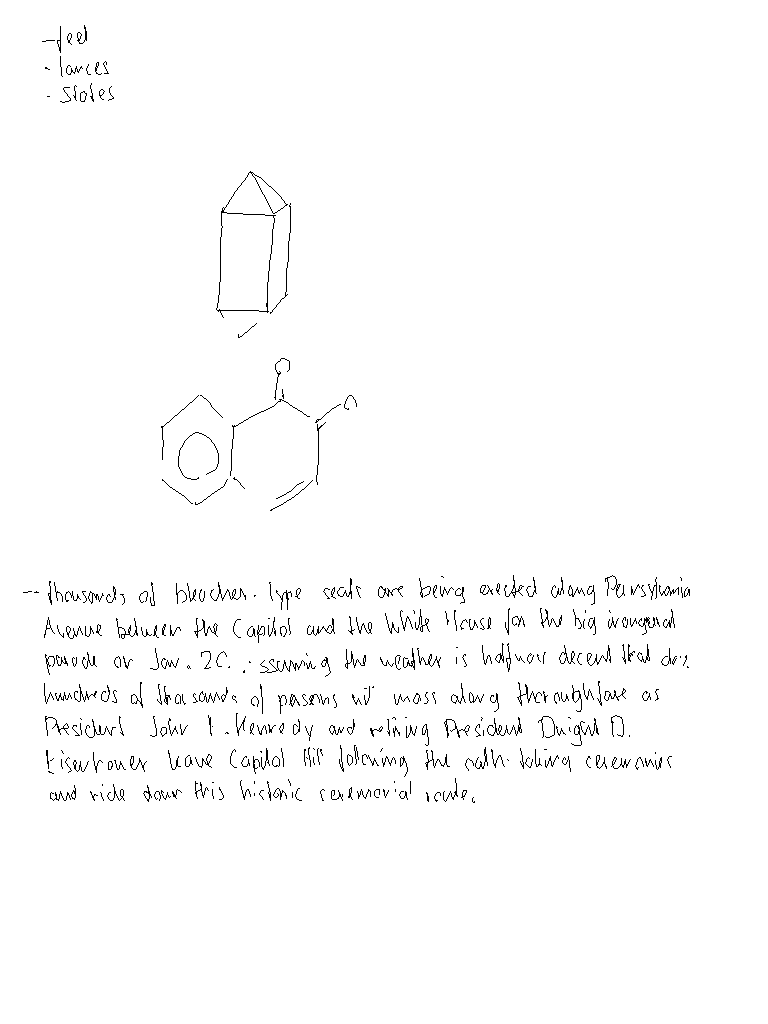 - feel
- lances
- States
O
O
-- thousands of bleacher-type seats are being erected along Pennsylvania
Avenue between the Capitol and the White House for the big inaugural
parade on Jan. 20. Assuming the weather is halfway decent that day,
hundreds of thousands of persons will mass along thoroughfare as
President John F. Kennedy and retiring President Dwight D.
Eisenhower leave Capitol Hill following the oath-taking ceremonies
and ride down this historic ceremonial route.